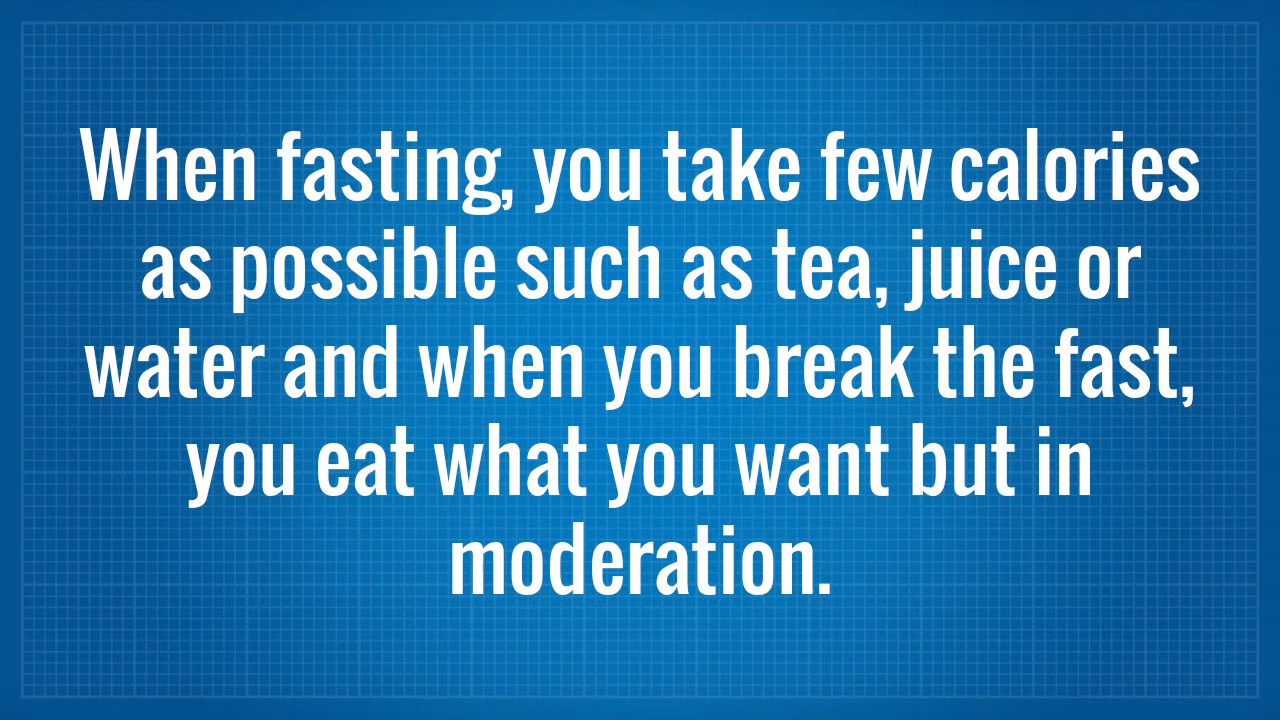 When fasting, you take few calories
as possible such as tea, juice or
water and when you break the fast,
you eat what you want but in
moderation.